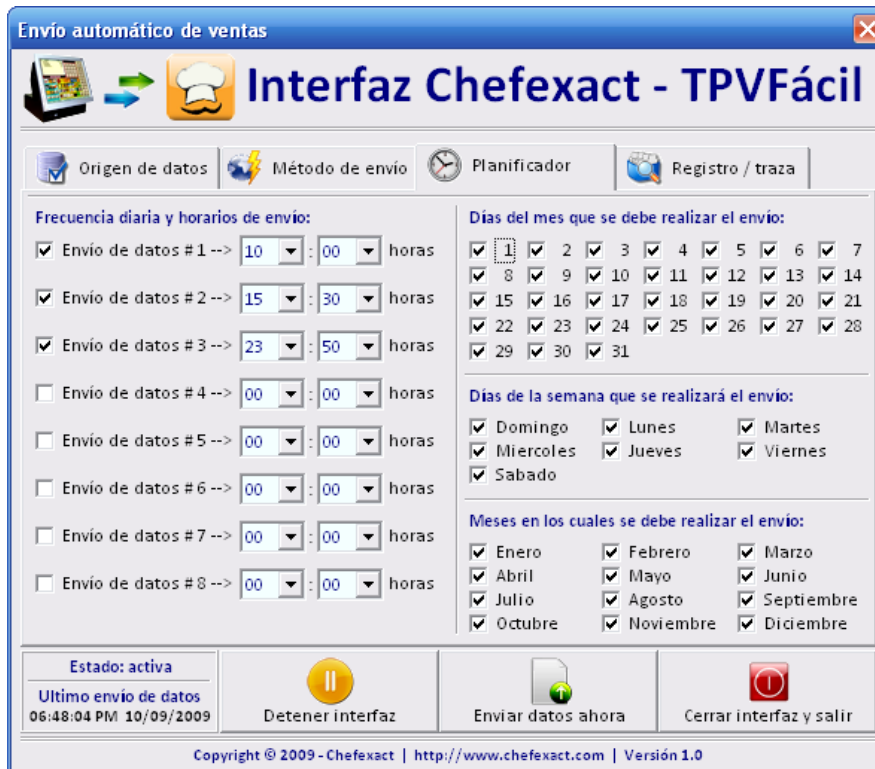 Envío automático de ventas
Interfaz Chefexact - TPVFácil
Origen de datos
Método de envío
Planificador
Registro / traza
Frecuencia diaria y horarios de envío:
Envío de datos # 1 --> 10 : 00 horas
Envío de datos # 2 --> 15 : 30 horas
Envío de datos # 3 --> 23 : 50 horas
Envío de datos # 4 --> 00 : 00 horas
Envío de datos # 5 --> 00 : 00 horas
Envío de datos # 6 --> 00 : 00 horas
Envío de datos # 7 --> 00 : 00 horas
Envío de datos # 8 --> 00 : 00 horas
Días del mes que se debe realizar el envío:
1 2 3 4 5 6 7
8 9 10 11 12 13 14
15 16 17 18 19 20 21
22 23 24 25 26 27 28
29 30 31
Días de la semana que se realizará el envío:
Domingo Lunes Martes
Miercoles Jueves Viernes
Sabado
Meses en los cuales se debe realizar el envío:
Enero Febrero Marzo
Abril Mayo Junio
Julio Agosto Septiembre
Octubre Noviembre Diciembre
Estado: activa
Ultimo envío de datos
06:48:04 PM 10/09/2009
Detener interfaz
Enviar datos ahora
Cerrar interfaz y salir
Copyright © 2009 - Chefexact | http://www.chefexact.com | Versión 1.0